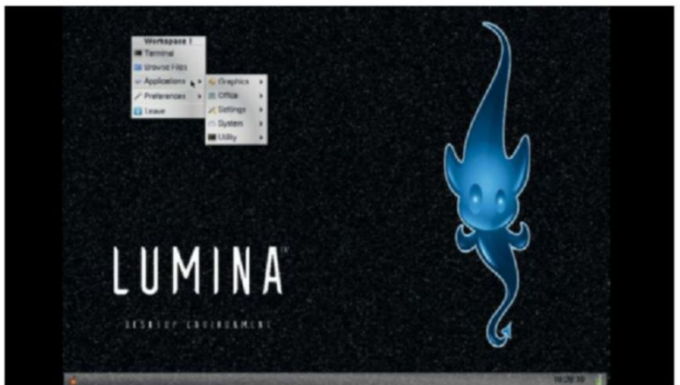 Workspace 1
Terminal
Browse Files
Applications
Preferences
Leave
Graphics
Office
Settings
System
Utility
LUMINA
DESKTOP ENVIRONMENT